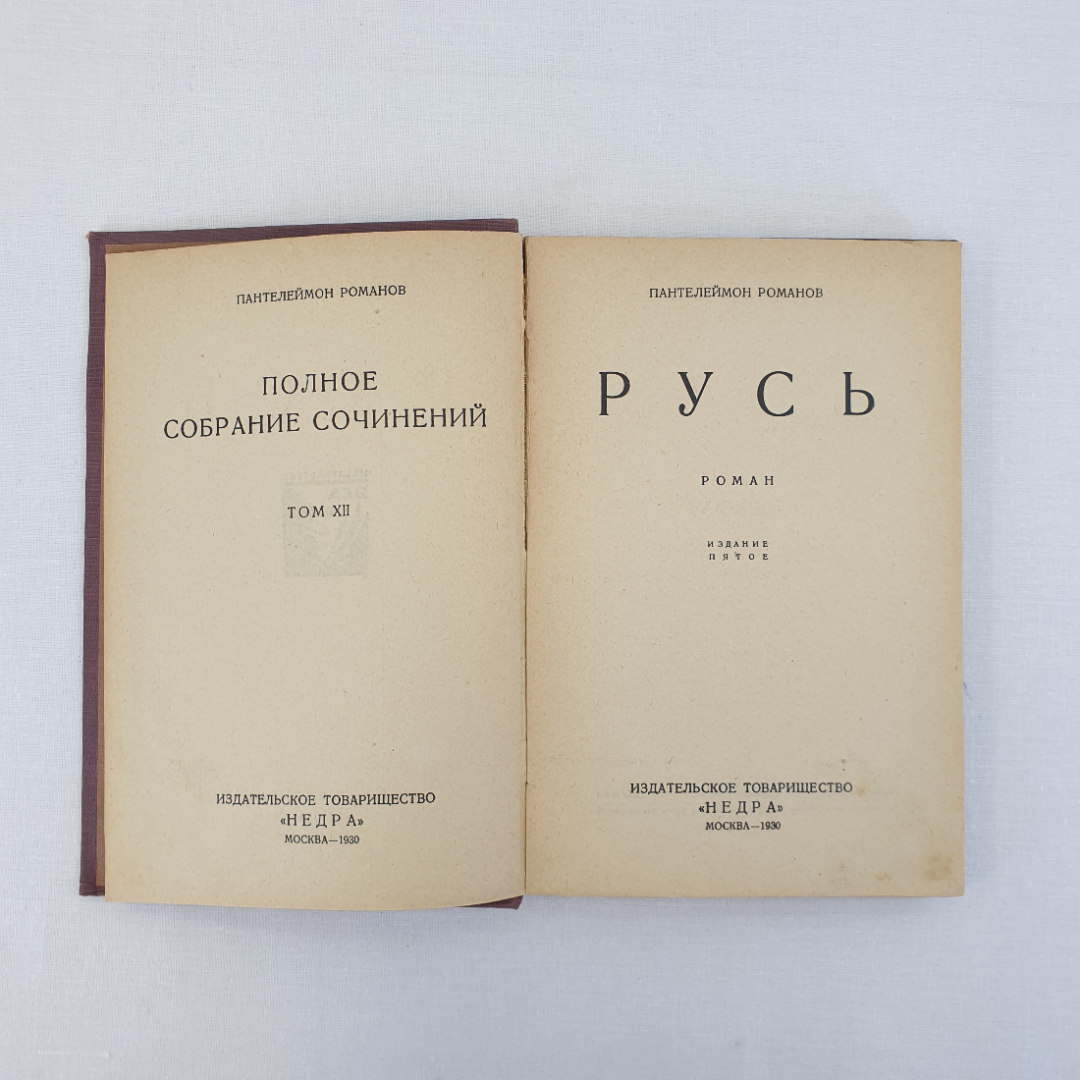 ПАНТЕЛЕЙМОН РОМАНОВ
ПОЛНОЕ
СОБРАНИЕ СОЧИНЕНИЙ
ТОМ XII
ИЗДАТЕЛЬСКОЕ ТОВАРИЩЕСТВО
«НЕДРА»
МОСКВА—1930
ПАНТЕЛЕЙМОН РОМАНОВ
РУСЬ
РОМАН
ИЗДАНИЕ
ПЯТОЕ
ИЗДАТЕЛЬСКОЕ ТОВАРИЩЕСТВО
«НЕДРА»
МОСКВА—1930